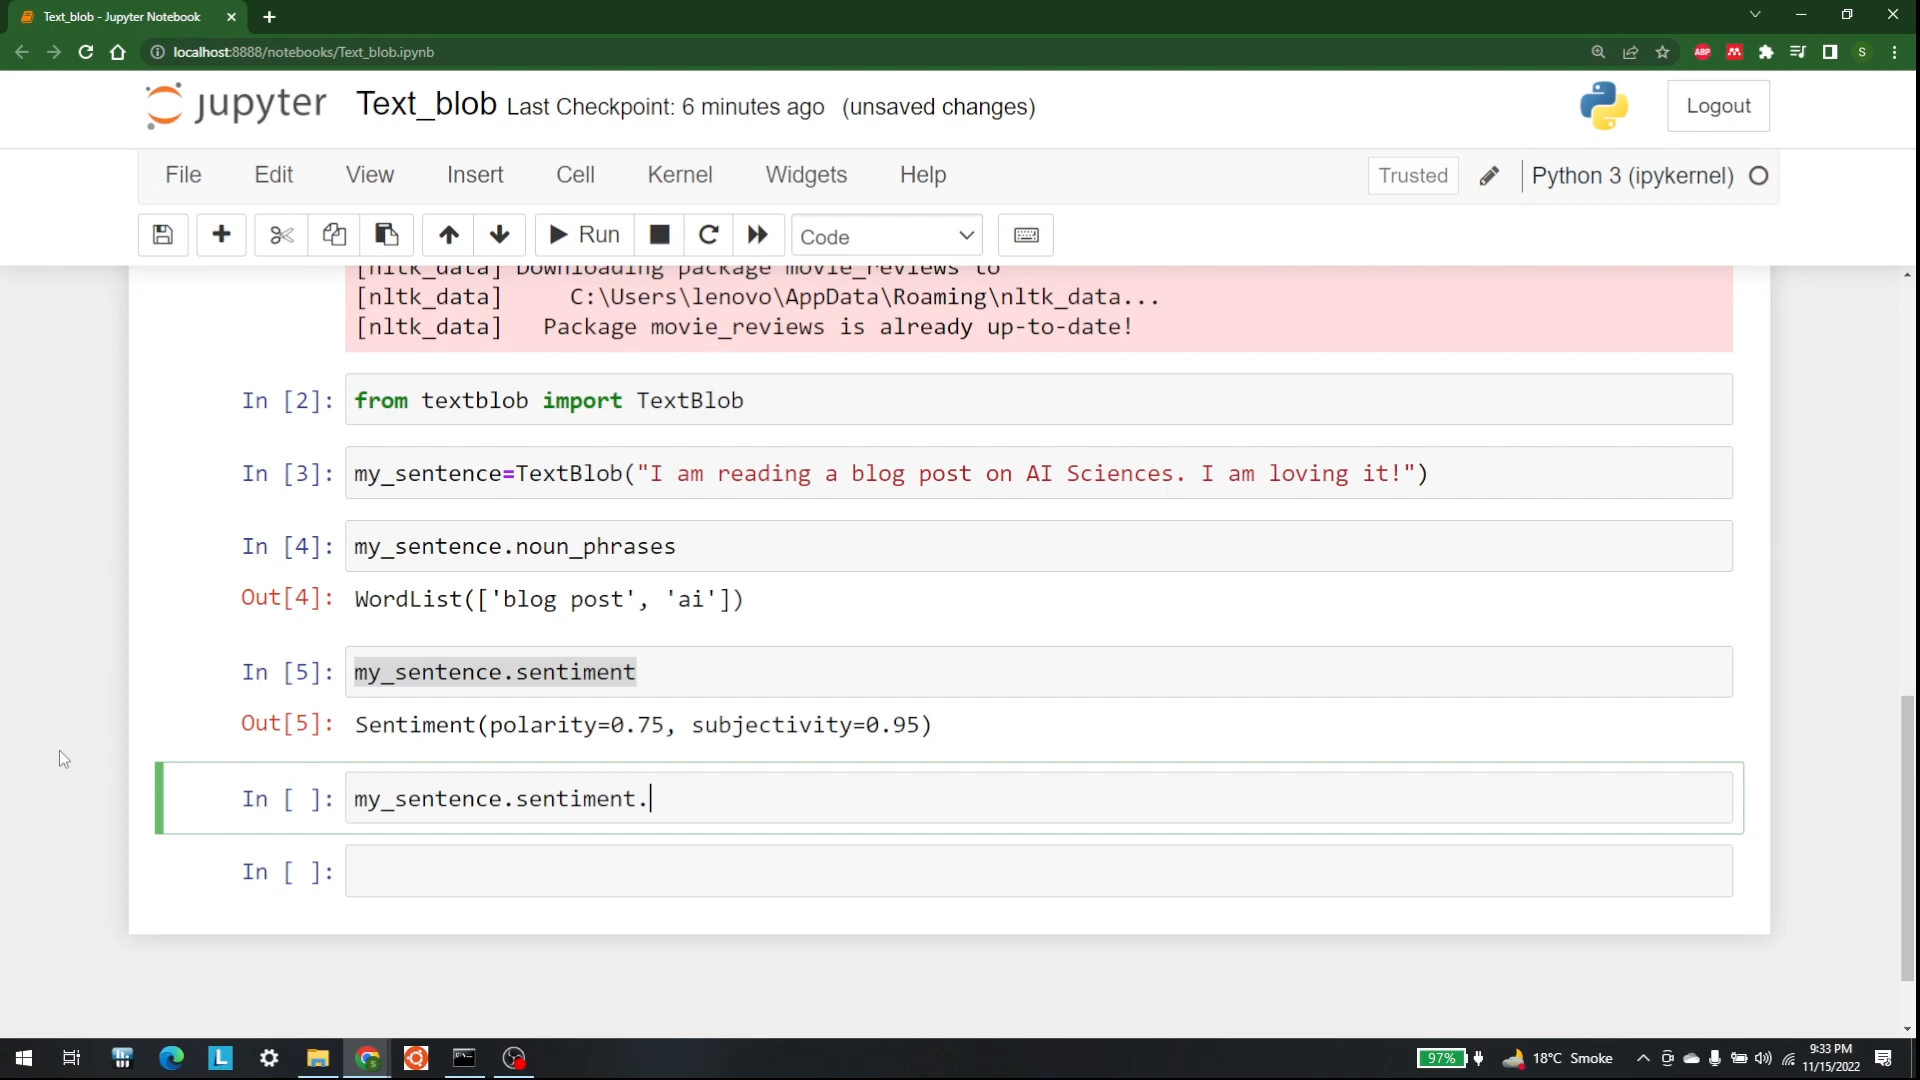 Text_blob - Jupyter Notebook
localhost:8888/notebooks/Text_blob.ipynb
ABP
S
jupyter Text_blob Last Checkpoint: 6 minutes ago (unsaved changes)
Logout
File Edit View Insert Cell Kernel Widgets Help Trusted Python 3 (ipykernel)
Run Code
[nltk_data] Downloading package movie_reviews to
[nltk_data]     C:\Users\lenovo\AppData\Roaming\nltk_data...
[nltk_data]   Package movie_reviews is already up-to-date!
In [2]: from textblob import TextBlob
In [3]: my_sentence=TextBlob("I am reading a blog post on AI Sciences. I am loving it!")
In [4]: my_sentence.noun_phrases
Out[4]: WordList(['blog post', 'ai'])
In [5]: my_sentence.sentiment
Out[5]: Sentiment(polarity=0.75, subjectivity=0.95)
In [ ]: my_sentence.sentiment.
In [ ]:
L
97%
18°C Smoke
9:33 PM
11/15/2022